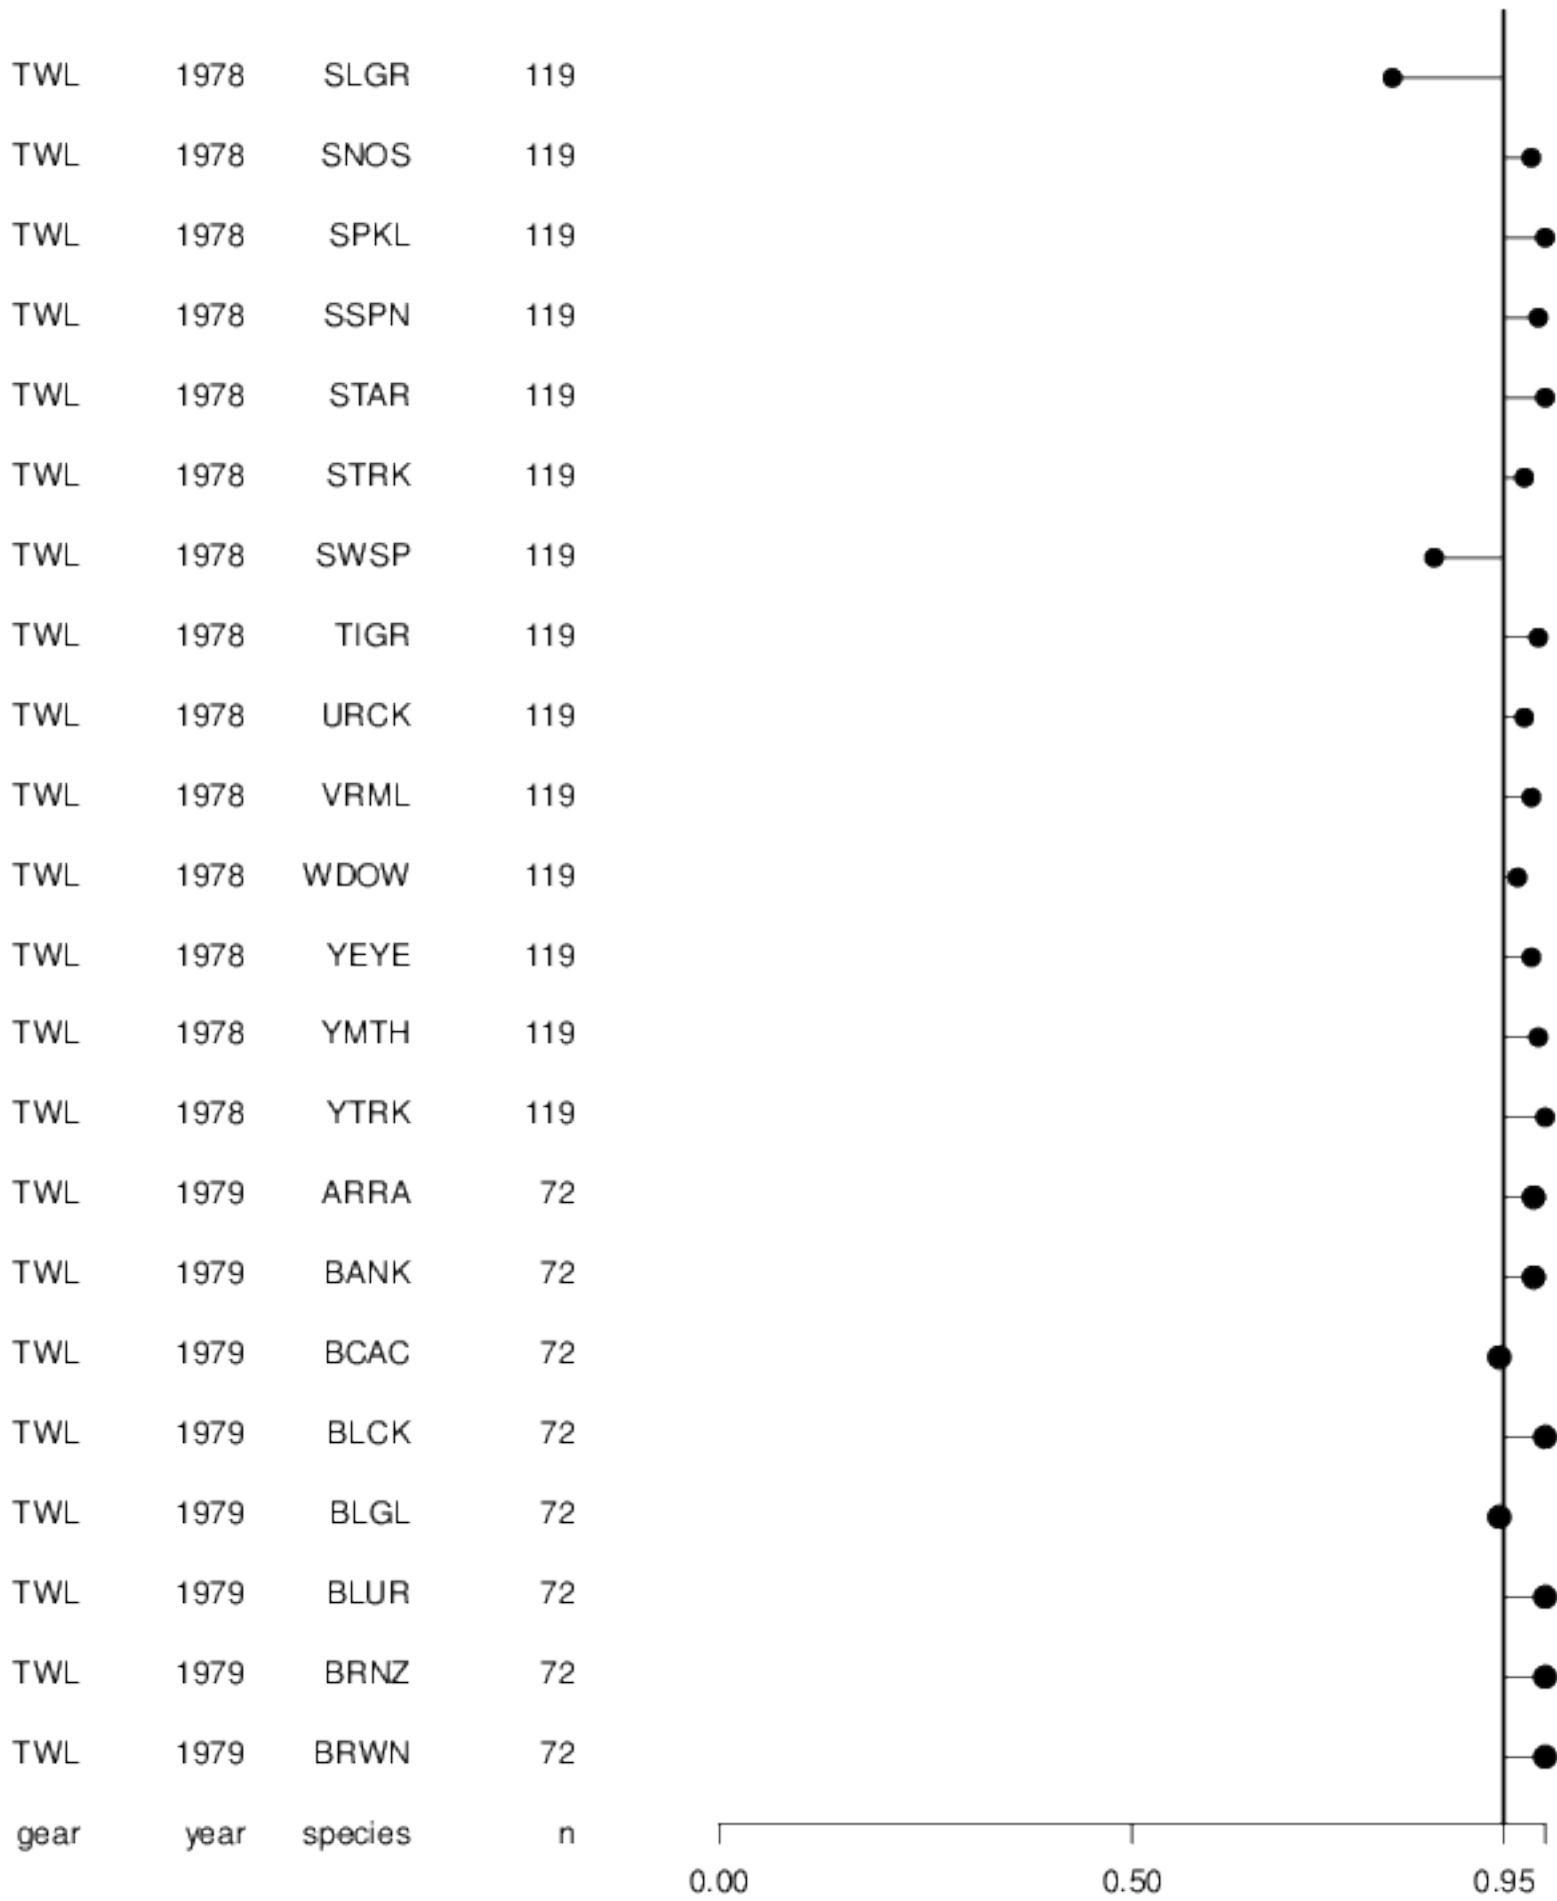 TWL 1978 SLGR 119
TWL 1978 SNOS 119
TWL 1978 SPKL 119
TWL 1978 SSPN 119
TWL 1978 STAR 119
TWL 1978 STRK 119
TWL 1978 SWSP 119
TWL 1978 TIGR 119
TWL 1978 URCK 119
TWL 1978 VRML 119
TWL 1978 WDOW 119
TWL 1978 YEYE 119
TWL 1978 YMTH 119
TWL 1978 YTRK 119
TWL 1979 ARRA 72
TWL 1979 BANK 72
TWL 1979 BCAC 72
TWL 1979 BLCK 72
TWL 1979 BLGL 72
TWL 1979 BLUR 72
TWL 1979 BRNZ 72
TWL 1979 BRWN 72
gear year species n
0.00 0.50 0.95